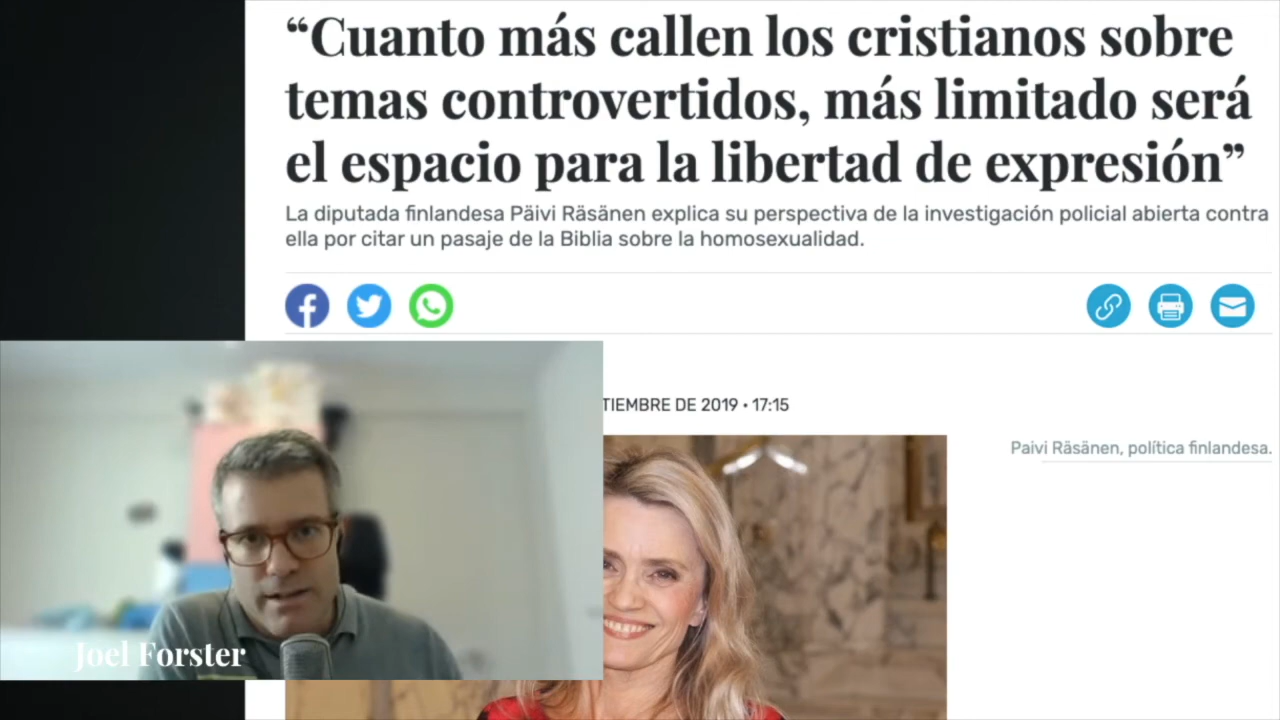 “Cuanto más callen los cristianos sobre
temas controvertidos, más limitado será
el espacio para la libertad de expresión”
La diputada finlandesa Päivi Räsänen explica su perspectiva de la investigación policial abierta contra
ella por citar un pasaje de la Biblia sobre la homosexualidad.
TIEMBRE DE 2019 • 17:15
Paivi Räsänen, política finlandesa.
Joel Forster